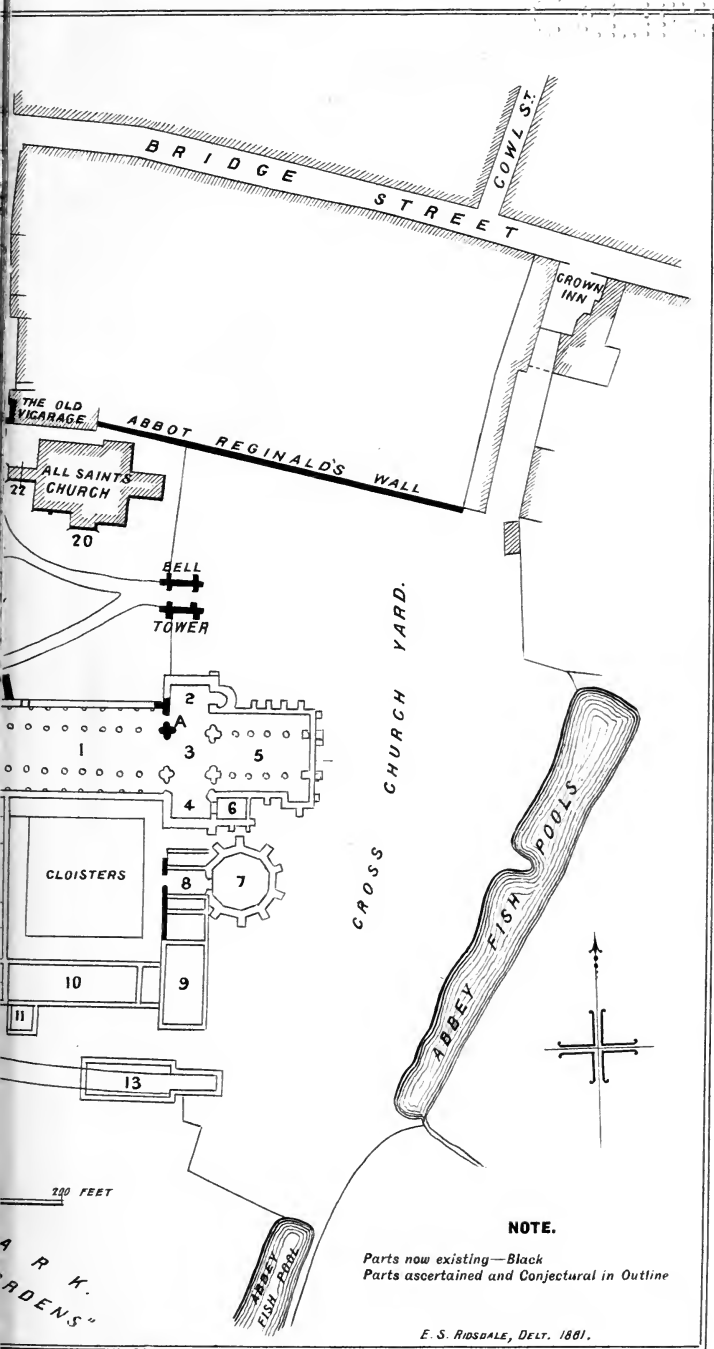 BRIDGE STREET
COWL ST.
CROWN
INN
THE OLD
VICARAGE
ABBOT REGINALD'S WALL
ALL SAINTS
CHURCH
22
20
BELL
TOWER
CROSS CHURCH YARD.
2
A
1
3
5
4
6
CLOISTERS
8
7
10
9
11
13
ABBEY FISH POOLS
200 FEET
ABBEY
FISH POOL
ARK.
RDENS"
NOTE.
Parts now existing—Black
Parts ascertained and Conjectural in Outline
E. S. RIDSDALE, DELT. 1881.